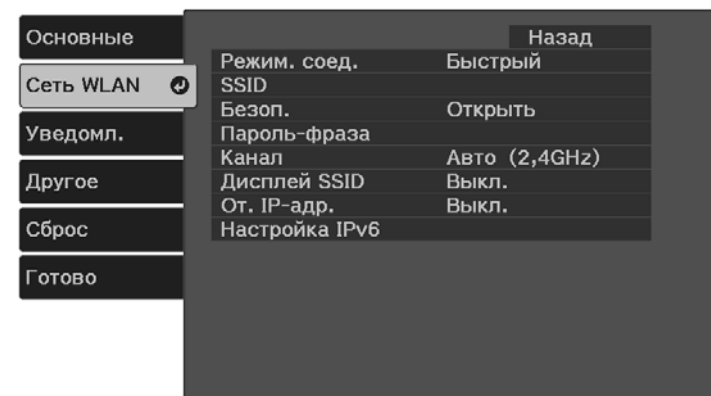 Основные
Сеть WLAN
Уведомл.
Другое
Сброс
Готово
Назад
Режим. соед. Быстрый
SSID
Безоп. Открыть
Пароль-фраза
Канал Авто (2,4GHz)
Дисплей SSID Выкл.
От. IP-адр. Выкл.
Настройка IPv6